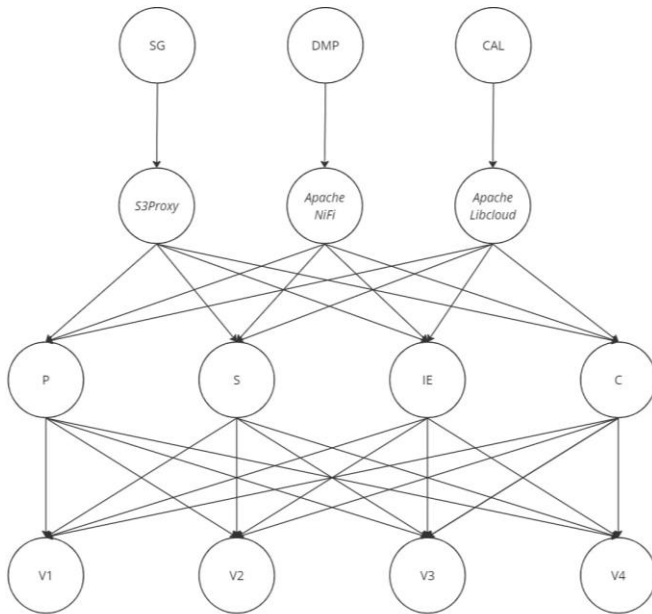 SG
DMP
CAL
S3Proxy
Apache
NiFi
Apache
Libcloud
P
S
IE
C
V1
V2
V3
V4